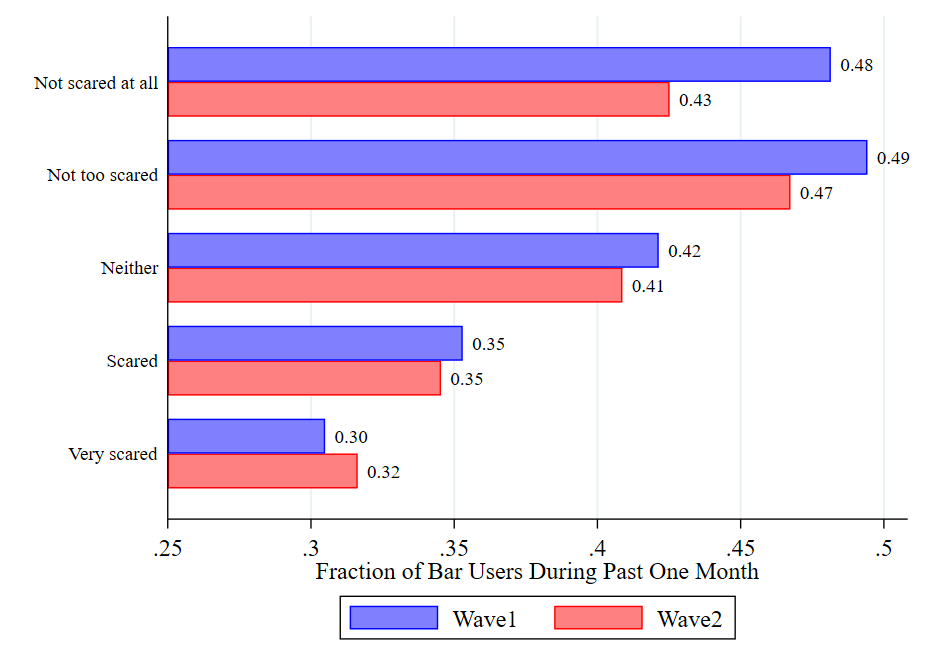 Not scared at all
0.48
0.43
Not too scared
0.49
0.47
Neither
0.42
0.41
Scared
0.35
0.35
Very scared
0.30
0.32
.25 .3 .35 .4 .45 .5
Fraction of Bar Users During Past One Month
Wave1 Wave2